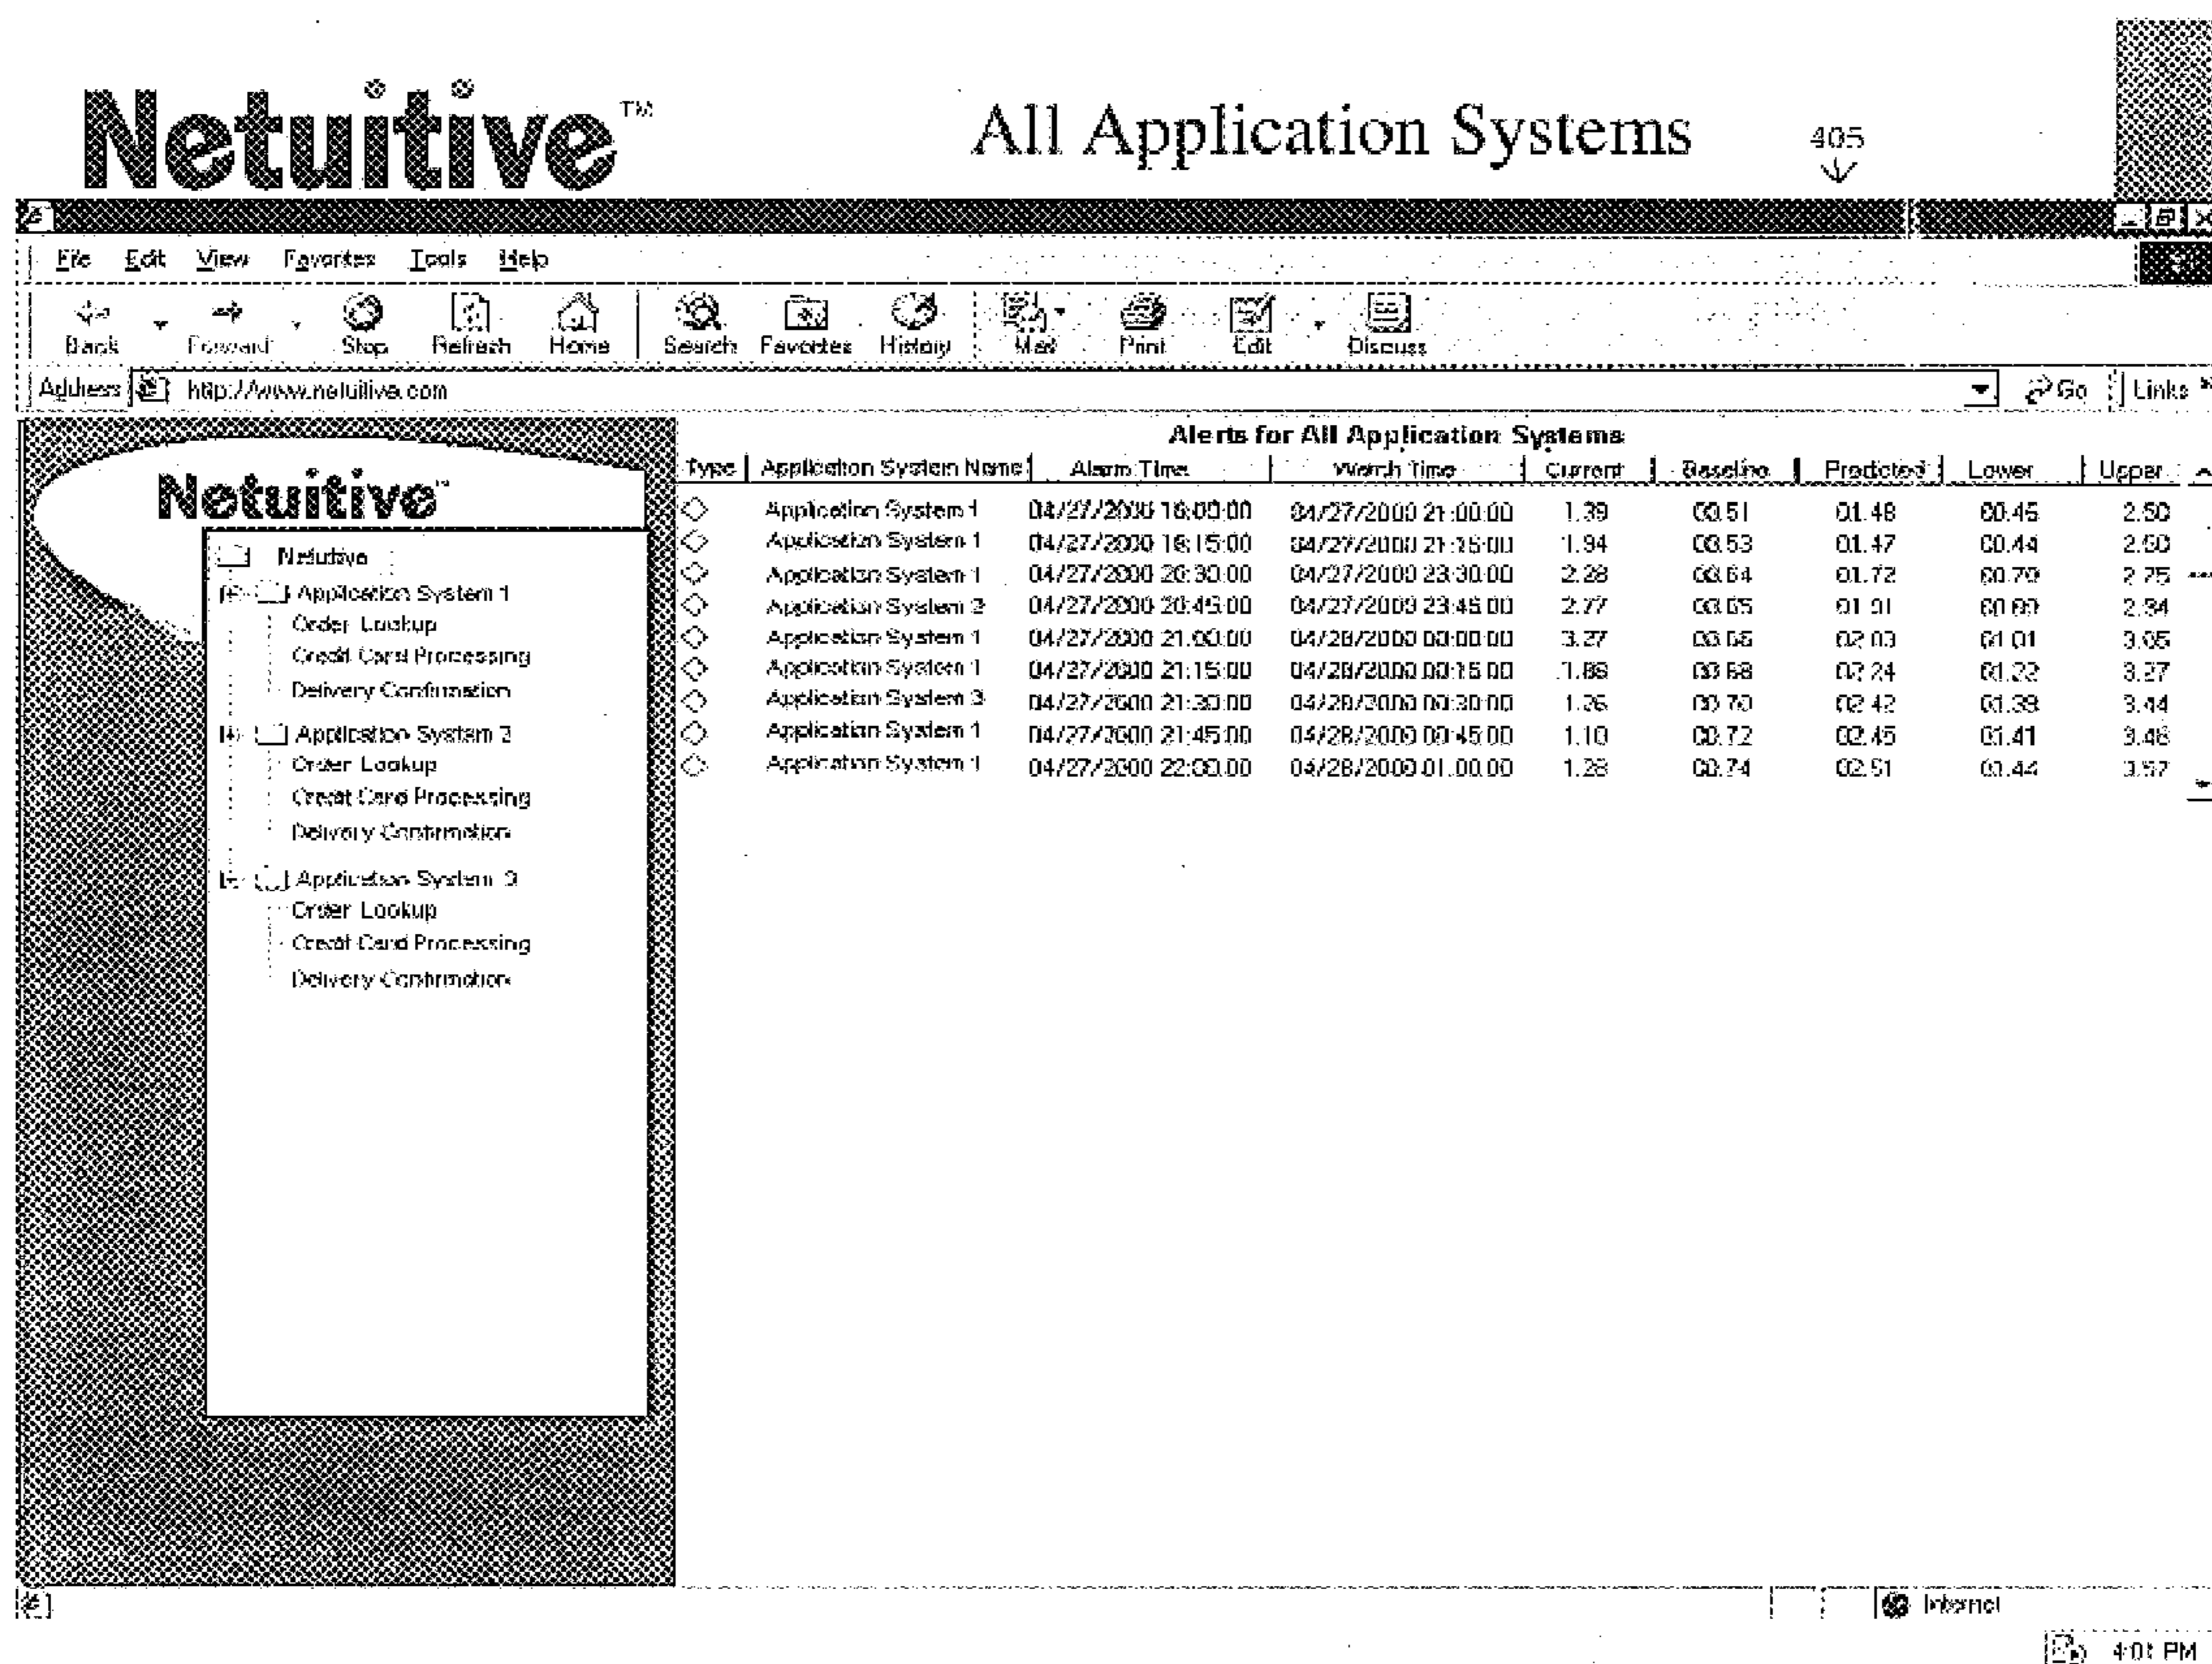 Netuitive™
All Application Systems
405
File Edit View Favorites Tools Help
Back Forward Stop Refresh Home Search Favorites History Mail Print Edit Discuss
Address http://www.netuitive.com Go Links »
Netuitive™
Netuitive
Application System 1
Order Lookup
Credit Card Processing
Delivery Confirmation
Application System 2
Order Lookup
Credit Card Processing
Delivery Confirmation
Application System 3
Order Lookup
Credit Card Processing
Delivery Confirmation
Alerts for All Application Systems
Type Application System Name Alarm Time Watch Time Current Baseline Predicted Lower Upper
Application System 1 04/27/2000 18:00:00 04/27/2000 21:00:00 1.39 00.51 01.48 00.45 2.50
Application System 1 04/27/2000 18:15:00 04/27/2000 21:15:00 1.94 00.53 01.47 00.44 2.50
Application System 1 04/27/2000 20:30:00 04/27/2000 23:30:00 2.28 00.64 01.72 00.70 2.75
Application System 04/27/2000 20:45:00 04/27/2000 23:45:00 2.77 00.65 01.91 2.94
Application System 1 04/27/2000 21:00:00 04/28/2000 00:00:00 3.27 00.66 02.03 01.01 3.05
Application System 1 04/27/2000 21:15:00 04/28/2000 00:15:00 1.86 00.68 02.24 01.22 3.27
Application System 3 04/27/2000 21:30:00 04/28/2000 00:30:00 1.26 00.70 02.42 01.39 3.44
Application System 1 04/27/2000 21:45:00 04/28/2000 00:45:00 1.10 00.72 02.45 01.41 3.48
Application System 1 04/27/2000 22:00:00 04/28/2000 01:00:00 1.28 00.74 02.51 01.44 3.57
Internet
4:01 PM